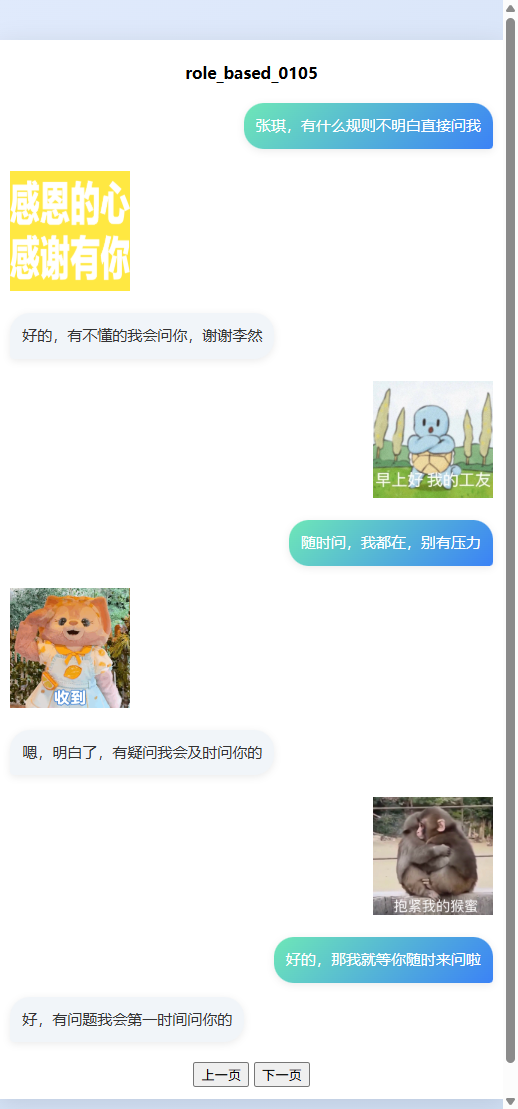 role_based_0105
张琪，有什么规则不明白直接问我
感恩的心
感谢有你
好的，有不懂的我会问你，谢谢李然
早上好 我的工友
随时问，我都在，别有压力
收到
嗯，明白了，有疑问我会及时问你的
抱紧我的猴蜜
好的，那我就等你随时来问啦
好，有问题我会第一时间问你的
上一页 下一页